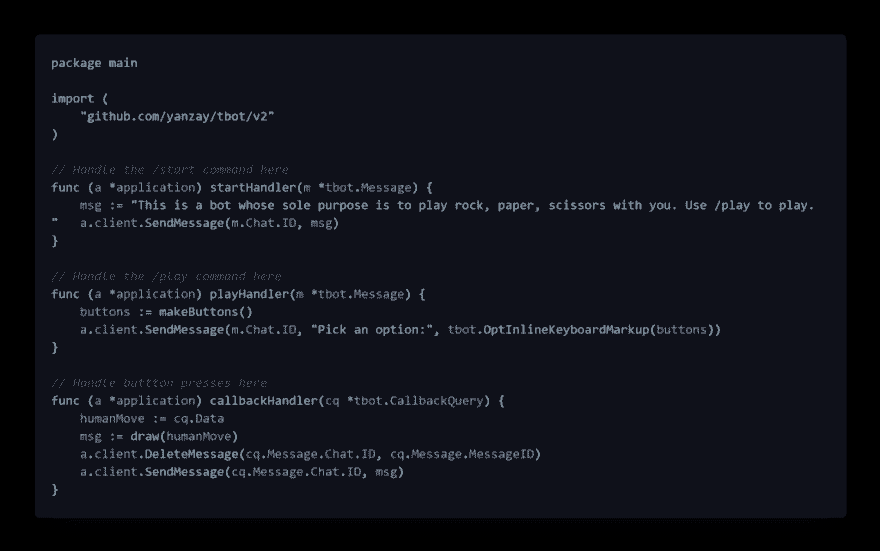 package main

import (
    "github.com/yanzay/tbot/v2"
)

// Handle the /start command here
func (a *application) startHandler(m *tbot.Message) {
    msg := "This is a bot whose sole purpose is to play rock, paper, scissors with you. Use /play to play.
"   a.client.SendMessage(m.Chat.ID, msg)
}

// Handle the /play command here
func (a *application) playHandler(m *tbot.Message) {
    buttons := makeButtons()
    a.client.SendMessage(m.Chat.ID, "Pick an option:", tbot.OptInlineKeyboardMarkup(buttons))
}

// Handle buttton presses here
func (a *application) callbackHandler(cq *tbot.CallbackQuery) {
    humanMove := cq.Data
    msg := draw(humanMove)
    a.client.DeleteMessage(cq.Message.Chat.ID, cq.Message.MessageID)
    a.client.SendMessage(cq.Message.Chat.ID, msg)
}